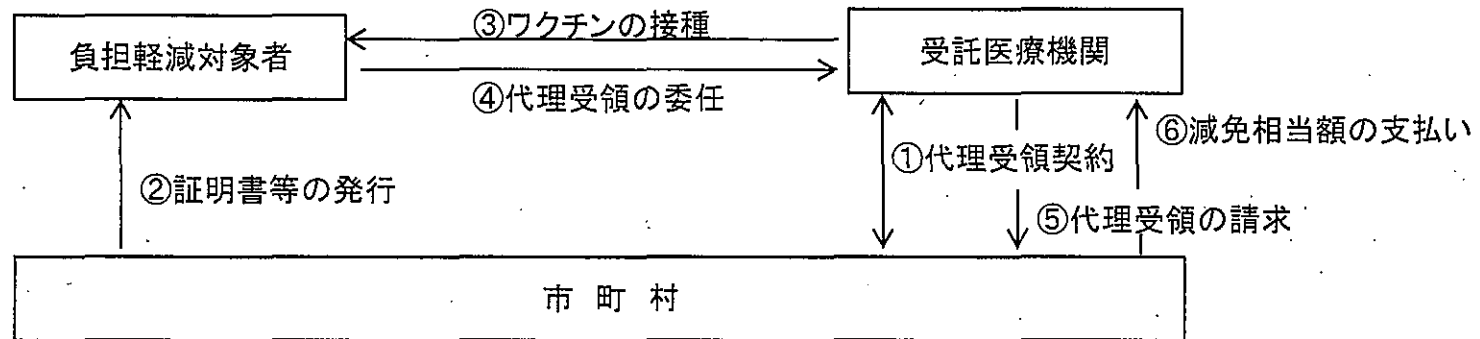 ③ワクチンの接種
負担軽減対象者
受託医療機関
④代理受領の委任
⑥減免相当額の支払い
①代理受領契約
②証明書等の発行
⑤代理受領の請求
市 町 村